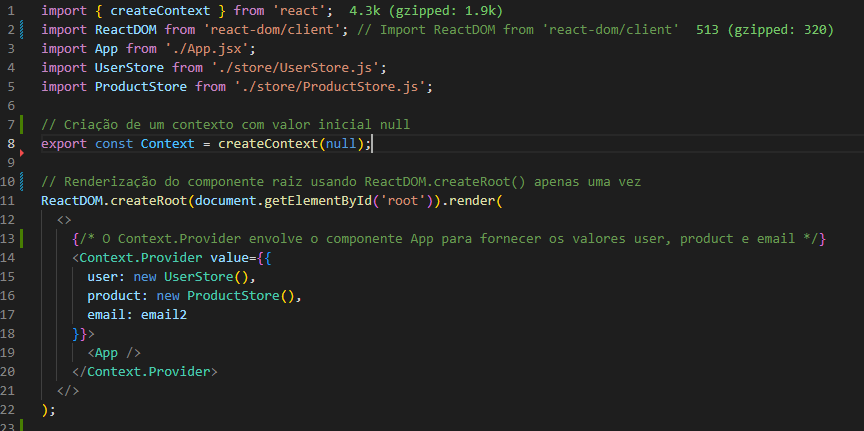 1 import { createContext } from 'react'; 4.3k (gzipped: 1.9k)
2 import ReactDOM from 'react-dom/client'; // Import ReactDOM from 'react-dom/client' 513 (gzipped: 320)
3 import App from './App.jsx';
4 import UserStore from './store/UserStore.js';
5 import ProductStore from './store/ProductStore.js';
6
7 // Criação de um contexto com valor inicial null
8 export const Context = createContext(null);
9
10 // Renderização do componente raiz usando ReactDOM.createRoot() apenas uma vez
11 ReactDOM.createRoot(document.getElementById('root')).render(
12 <>
13 {/* O Context.Provider envolve o componente App para fornecer os valores user, product e email */}
14 <Context.Provider value={{
15 user: new UserStore(),
16 product: new ProductStore(),
17 email: email2
18 }}>
19 <App />
20 </Context.Provider>
21 </>
22 );
23